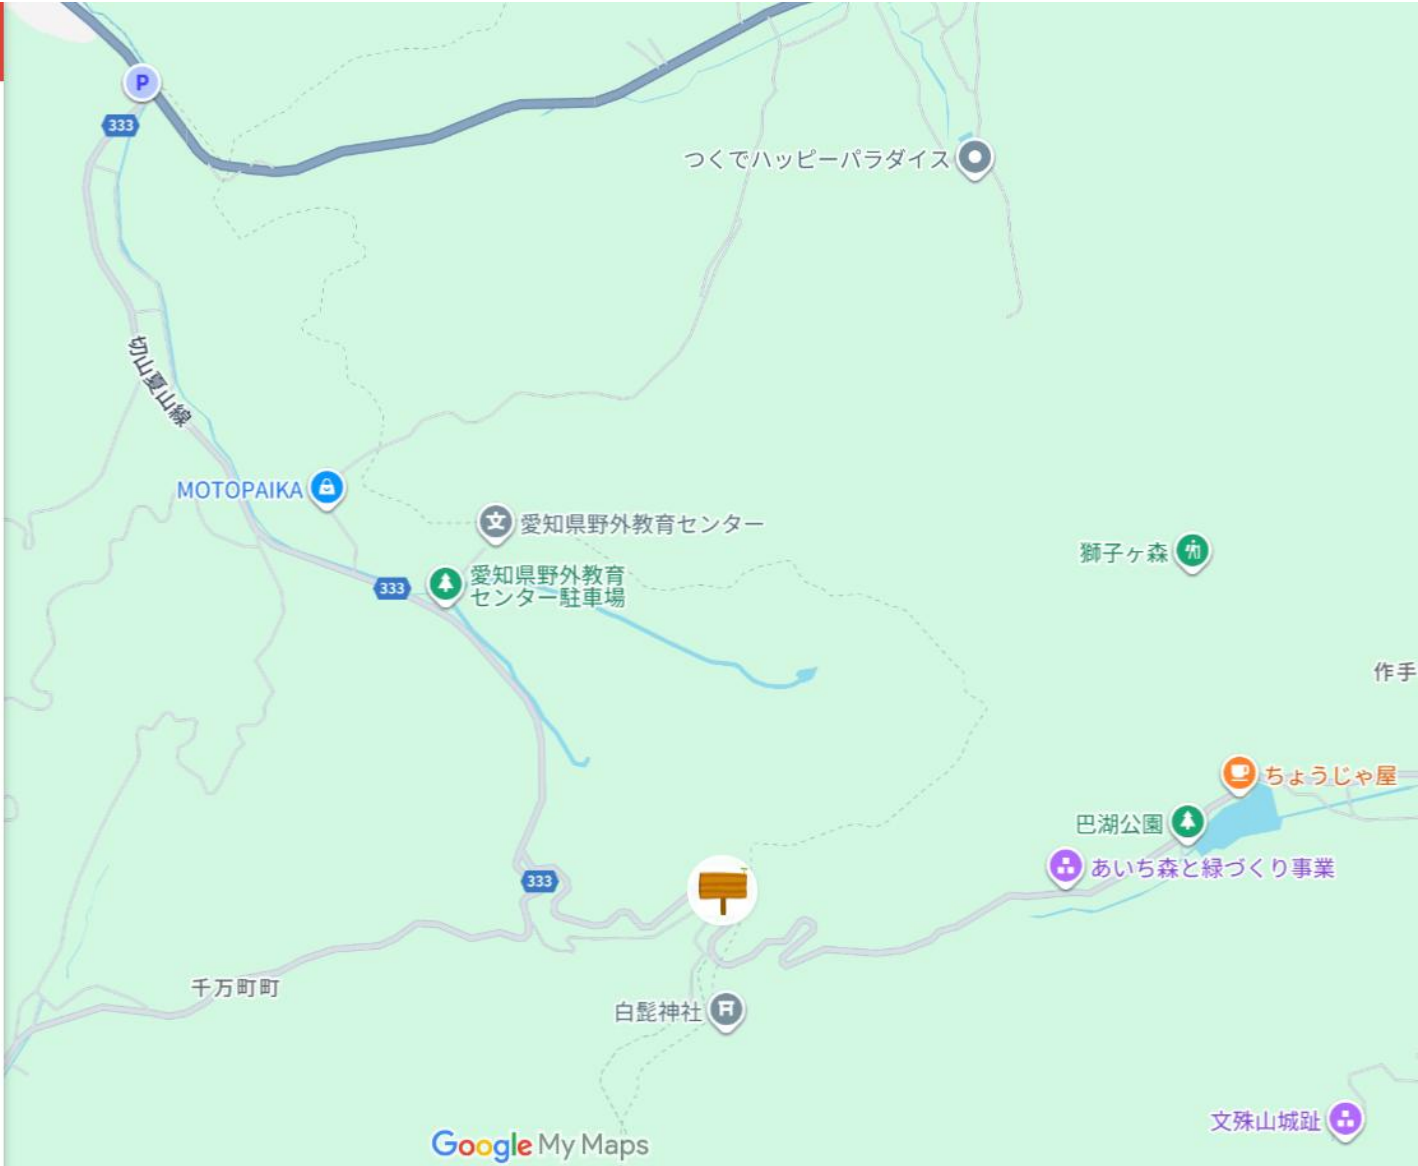 P
333
つくでハッピーパラダイス
切山夏山線
MOTOPAIKA
愛知県野外教育センター
獅子ヶ森
愛知県野外教育
センター駐車場
333
作手
ちょうじゃ屋
巴湖公園
あいち森と緑づくり事業
333
千万町町
白髭神社
文殊山城趾
Google My Maps